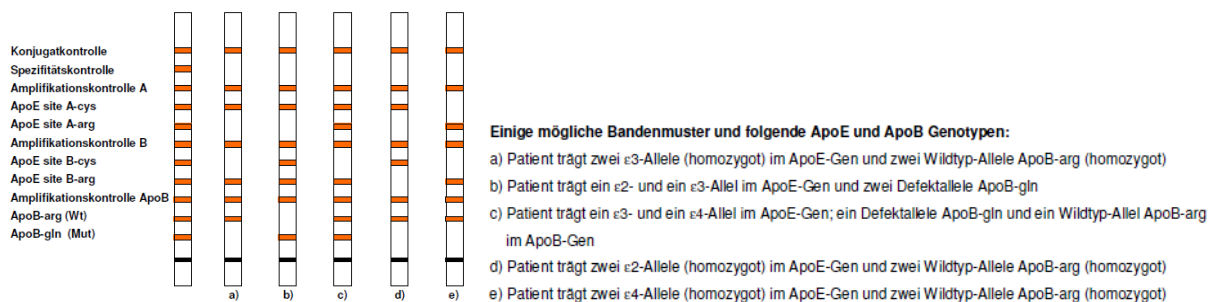 Konjugatkontrolle
Spezifitätskontrolle
Amplifikationskontrolle A
ApoE site A-cys
ApoE site A-arg
Amplifikationskontrolle B
ApoE site B-cys
ApoE site B-arg
Amplifikationskontrolle ApoB
ApoB-arg (Wt)
ApoB-gln (Mut)
a) b) c) d) e)
Einige mögliche Bandenmuster und folgende ApoE und ApoB Genotypen:
a) Patient trägt zwei ε3-Allele (homozygot) im ApoE-Gen und zwei Wildtyp-Allele ApoB-arg (homozygot)
b) Patient trägt ein ε2- und ein ε3-Allel im ApoE-Gen und zwei Defektallele ApoB-gln
c) Patient trägt ein ε3- und ein ε4-Allel im ApoE-Gen; ein Defektallele ApoB-gln und ein Wildtyp-Allel ApoB-arg
im ApoB-Gen
d) Patient trägt zwei ε2-Allele (homozygot) im ApoE-Gen und zwei Wildtyp-Allele ApoB-arg (homozygot)
e) Patient trägt zwei ε4-Allele (homozygot) im ApoE-Gen und zwei Wildtyp-Allele ApoB-arg (homozygot)